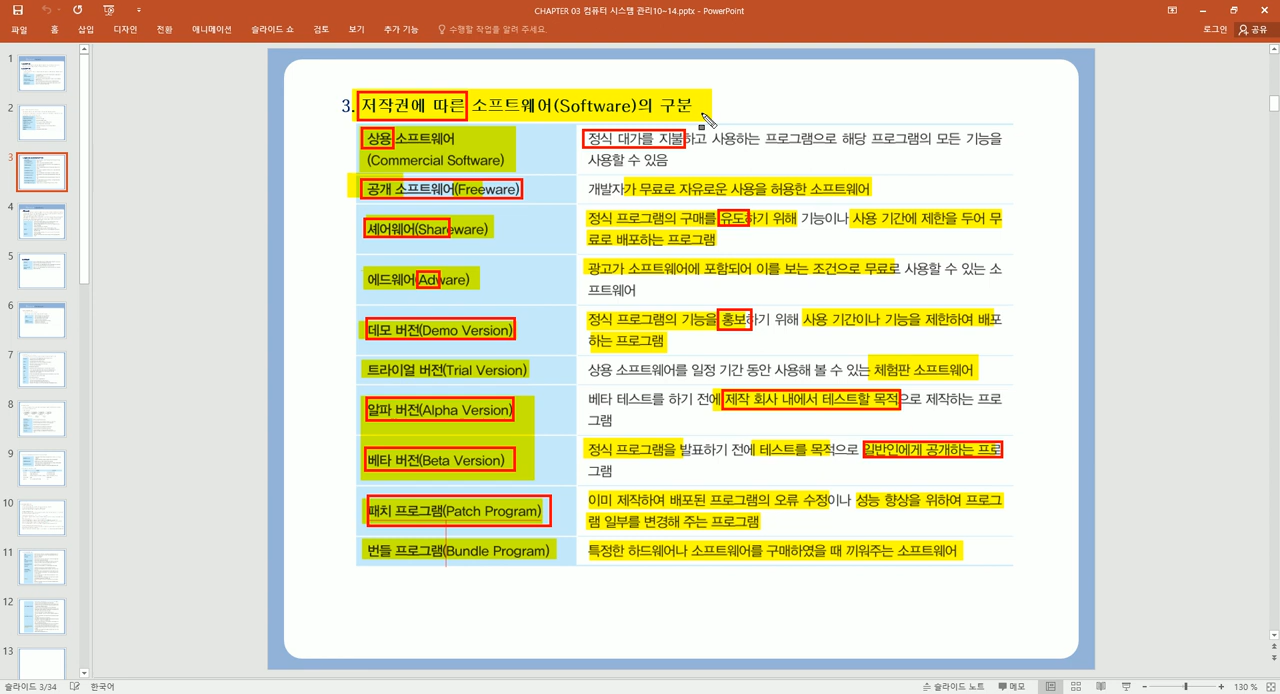 CHAPTER 03 컴퓨터 시스템 관리10~14.pptx - PowerPoint
파일 홈 삽입 디자인 전환 애니메이션 슬라이드 쇼 검토 보기 추가 기능 수행할 작업을 알려 주세요. 로그인 공유
1
2
3
4
5
6
7
8
9
10
11
12
13
3. 저작권에 따른 소프트웨어(Software)의 구분
상용 소프트웨어
(Commercial Software)
정식 대가를 지불하고 사용하는 프로그램으로 해당 프로그램의 모든 기능을
사용할 수 있음
공개 소프트웨어(Freeware)
개발자가 무료로 자유로운 사용을 허용한 소프트웨어
셰어웨어(Shareware)
정식 프로그램의 구매를 유도하기 위해 기능이나 사용 기간에 제한을 두어 무
료로 배포하는 프로그램
에드웨어(Adware)
광고가 소프트웨어에 포함되어 이를 보는 조건으로 무료로 사용할 수 있는 소
프트웨어
데모 버전(Demo Version)
정식 프로그램의 기능을 홍보하기 위해 사용 기간이나 기능을 제한하여 배포
하는 프로그램
트라이얼 버전(Trial Version)
상용 소프트웨어를 일정 기간 동안 사용해 볼 수 있는 체험판 소프트웨어
알파 버전(Alpha Version)
베타 테스트를 하기 전에 제작 회사 내에서 테스트할 목적으로 제작하는 프로
그램
베타 버전(Beta Version)
정식 프로그램을 발표하기 전에 테스트를 목적으로 일반인에게 공개하는 프로
그램
패치 프로그램(Patch Program)
이미 제작하여 배포된 프로그램의 오류 수정이나 성능 향상을 위하여 프로그
램 일부를 변경해 주는 프로그램
번들 프로그램(Bundle Program)
특정한 하드웨어나 소프트웨어를 구매하였을 때 끼워주는 소프트웨어
슬라이드 3/34 한국어 슬라이드 노트 메모 130 %